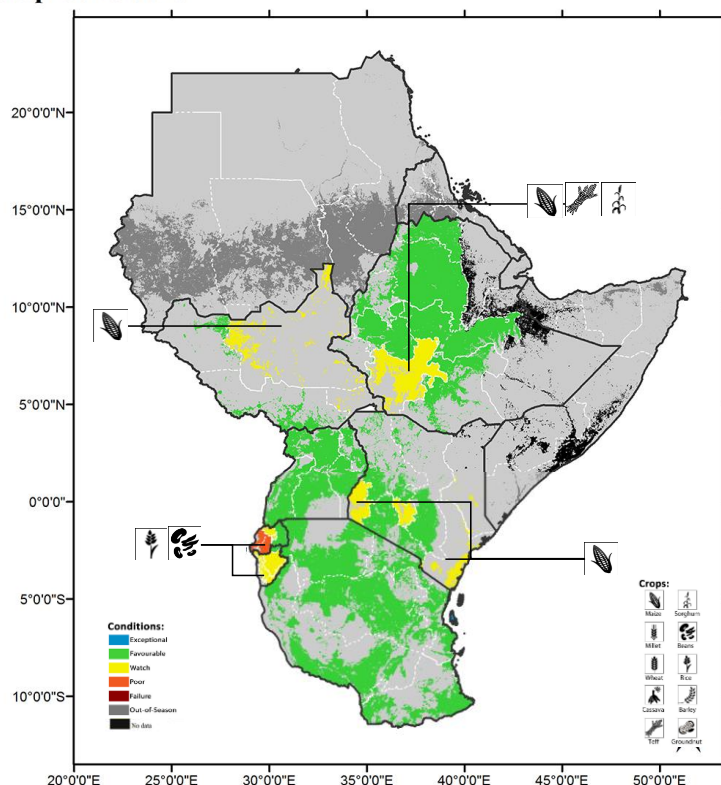 20°0'0"N
15°0'0"N
10°0'0"N
5°0'0"N
0°0'0"
5°0'0"S
10°0'0"S
Conditions:
Exceptional
Favourable
Watch
Poor
Failure
Out-of-Season
No data
Crops:
Maize Sorghum
Millet Beans
Wheat Rice
Cassava Barley
Teff Groundnut
20°0'0"E 25°0'0"E 30°0'0"E 35°0'0"E 40°0'0"E 45°0'0"E 50°0'0"E